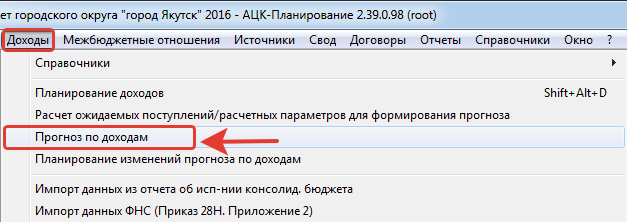 ет городского округа "город Якутск" 2016 - АЦК-Планирование 2.39.0.98 (root)
Доходы Межбюджетные отношения Источники Свод Договоры Отчеты Справочники Окно ?
Справочники
Планирование доходов Shift+Alt+D
Расчет ожидаемых поступлений/расчетных параметров для формирования прогноза
Прогноз по доходам
Планирование изменений прогноза по доходам
Импорт данных из отчета об исп-нии консолид. бюджета
Импорт данных ФНС (Приказ 28Н. Приложение 2)